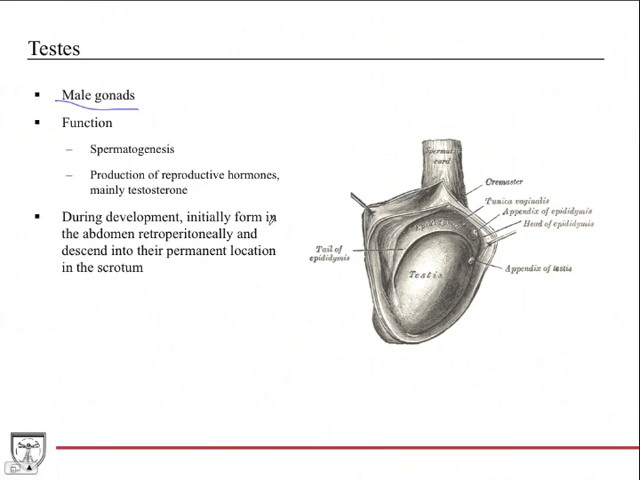 Testes
Male gonads
Function
– Spermatogenesis
– Production of reproductive hormones,
mainly testosterone
During development, initially form in
the abdomen retroperitoneally and
descend into their permanent location
in the scrotum
Spermatic
cord
Cremaster
Tunica vaginalis
Appendix of epididymis
Head of epididymis
Tail of
epididymis
Testis
Appendix of testis